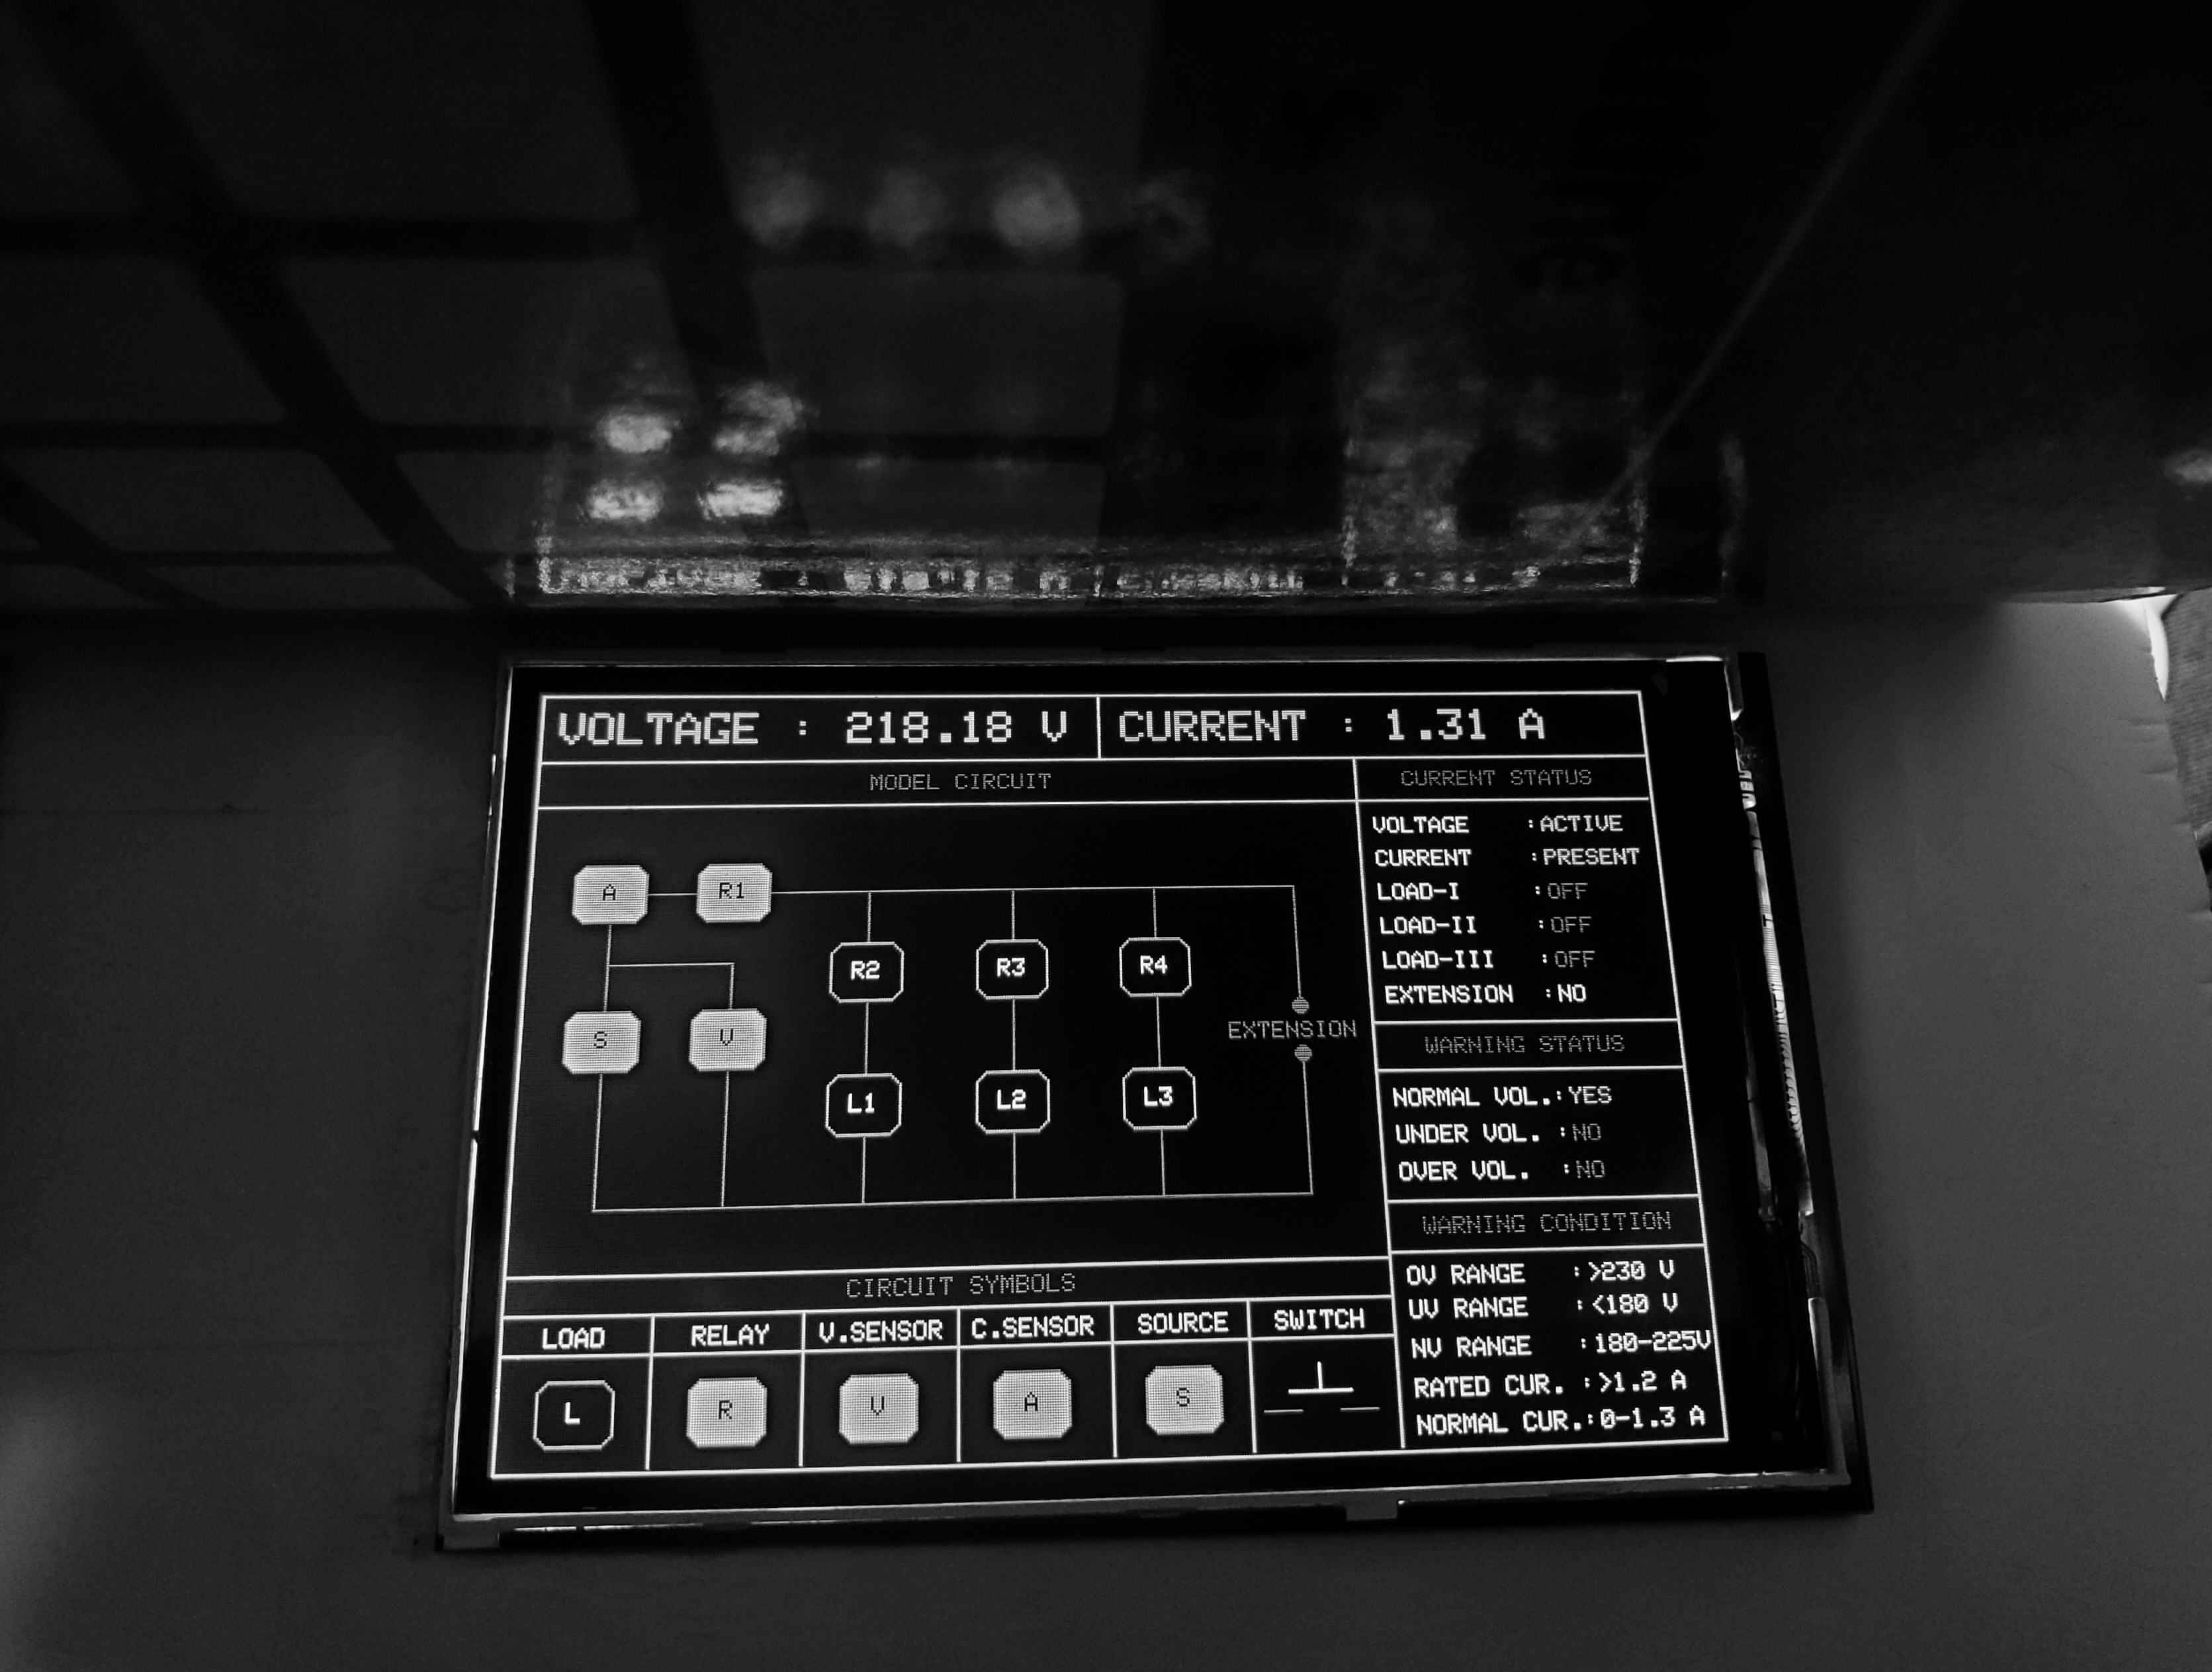 VOLTAGE : 218.18 V
CURRENT : 1.31 A
MODEL CIRCUIT
A
R1
R2
R3
R4
S
V
EXTENSION
L1
L2
L3
CURRENT STATUS
VOLTAGE :ACTIVE
CURRENT :PRESENT
LOAD-I :OFF
LOAD-II :OFF
LOAD-III :OFF
EXTENSION :NO
WARNING STATUS
NORMAL VOL.:YES
UNDER VOL. :NO
OVER VOL. :NO
WARNING CONDITION
OV RANGE :>230 V
UV RANGE :<180 V
NV RANGE :180-225V
RATED CUR. :>1.2 A
NORMAL CUR.:0-1.3 A
CIRCUIT SYMBOLS
LOAD
RELAY
V.SENSOR
C.SENSOR
SOURCE
SWITCH
L
R
V
A
S